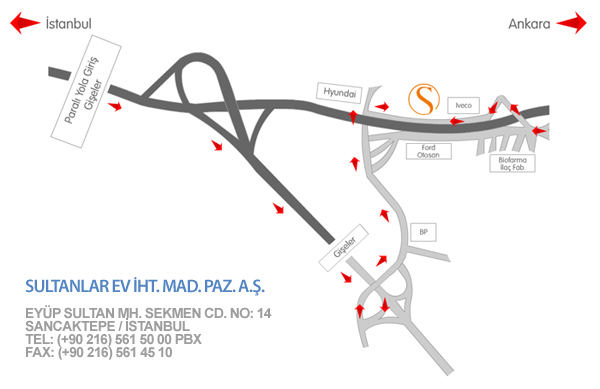 İstanbul
Ankara
Paralı Yola Giriş
Gişeler
Hyundai
S
Iveco
Ford
Otosan
Biofarma
İlaç Fab.
BP
Gişeler
SULTANLAR EV İHT. MAD. PAZ. A.Ş.
EYÜP SULTAN MH. SEKMEN CD. NO: 14
SANCAKTEPE / İSTANBUL
TEL: (+90 216) 561 50 00 PBX
FAX: (+90 216) 561 45 10